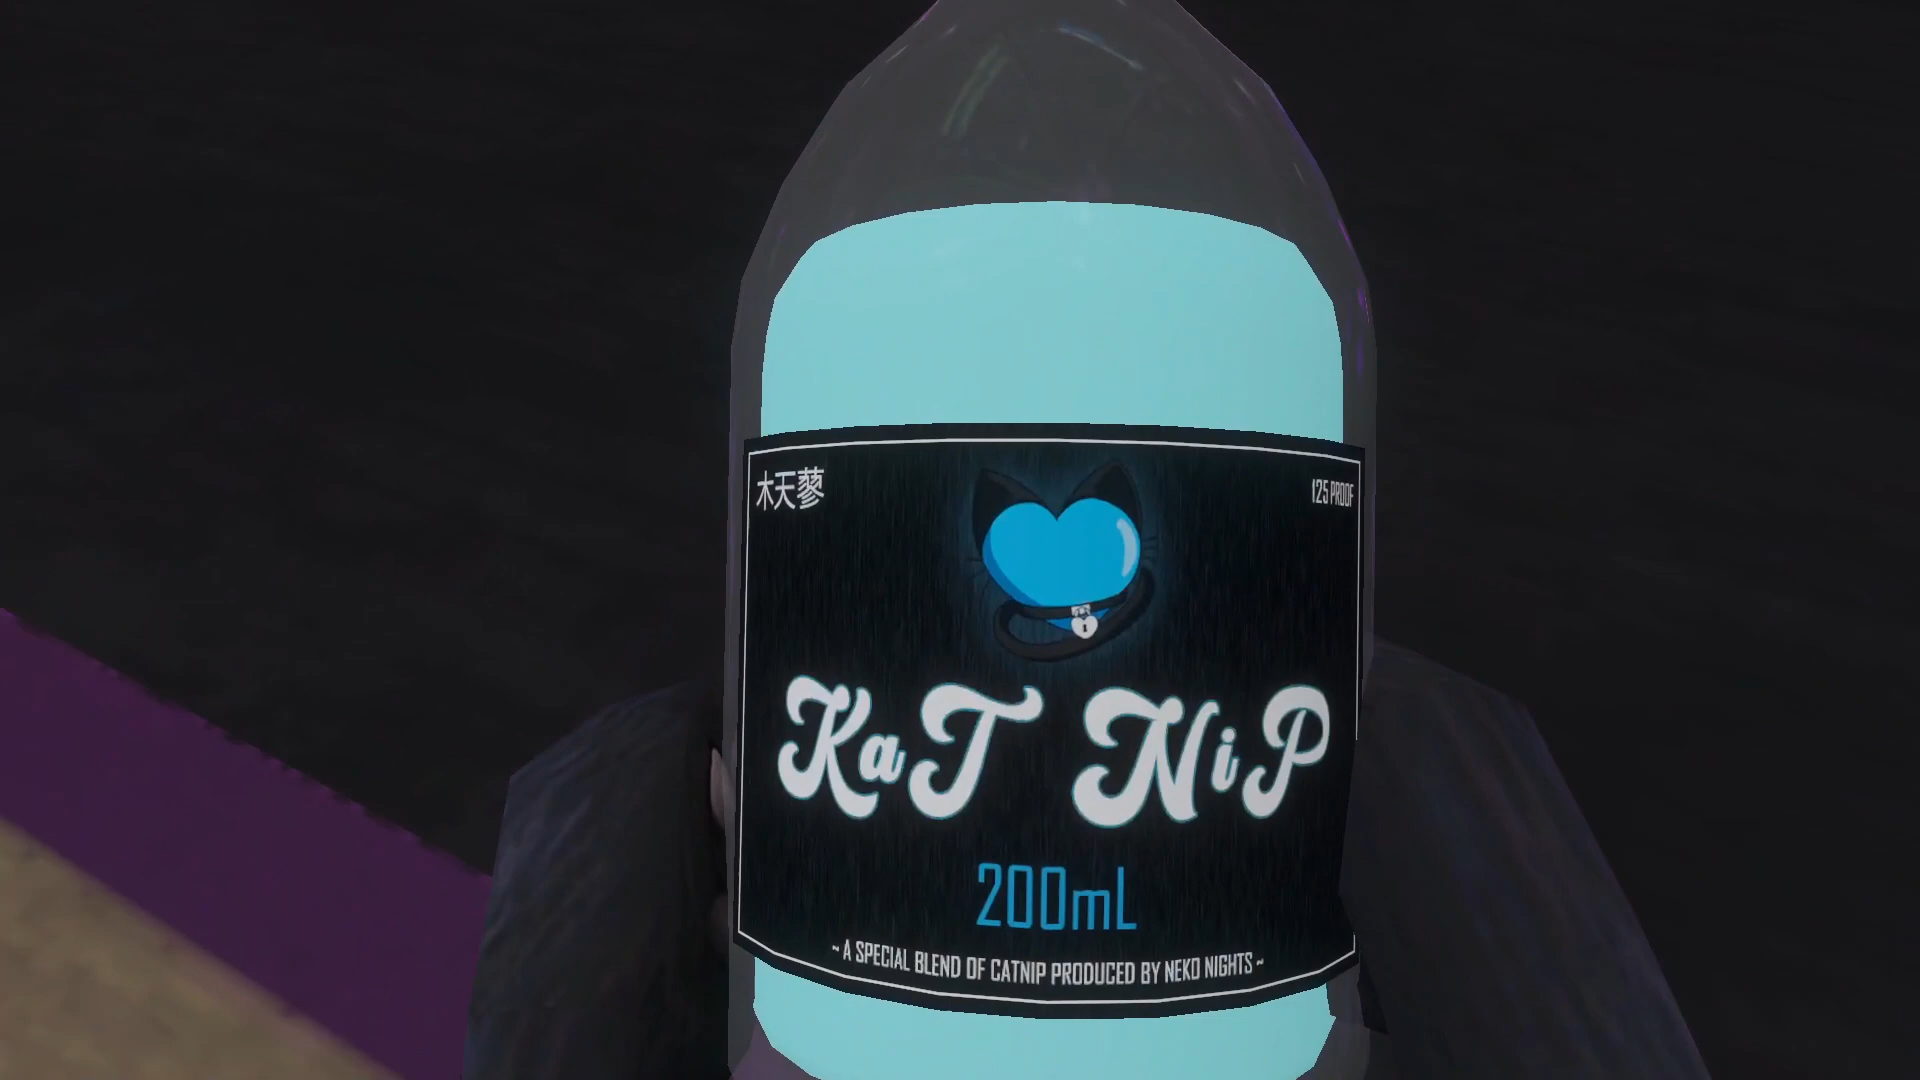 木天蓼
125 PROOF
KaT NiP
200mL
~ A SPECIAL BLEND OF CATNIP PRODUCED BY NEKO NIGHTS ~